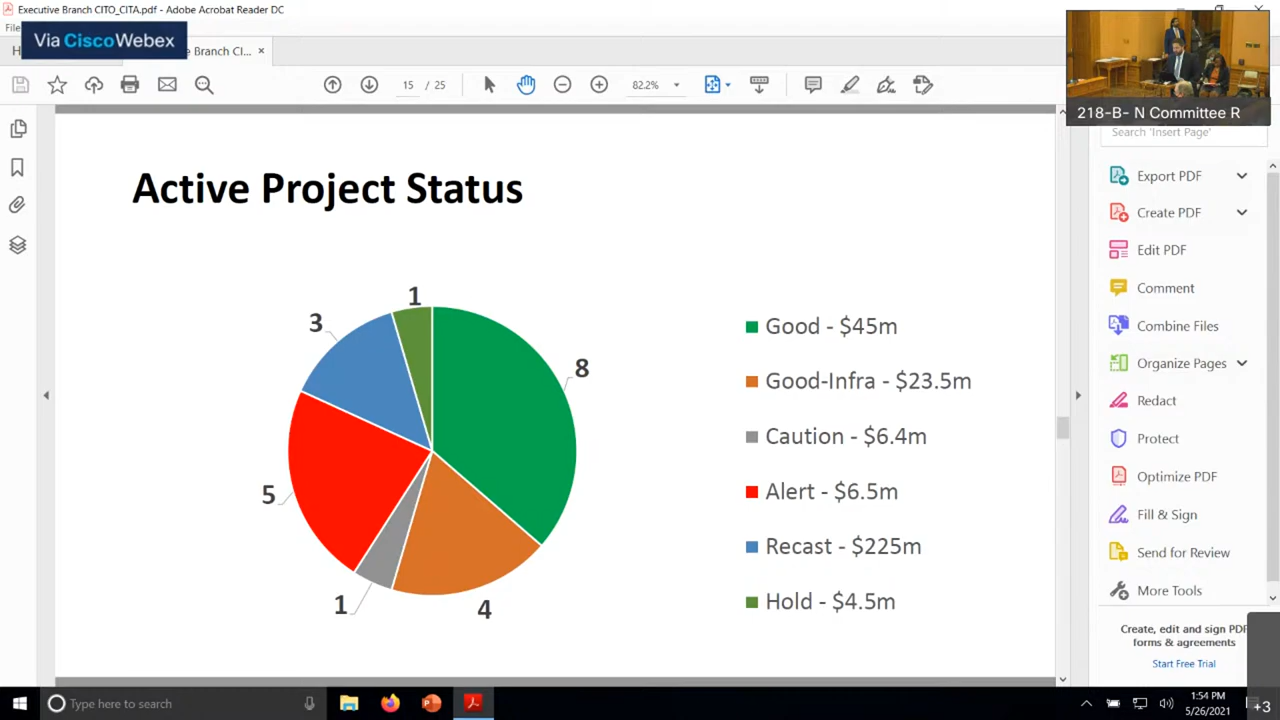 Executive Branch CITO_CITA.pdf - Adobe Acrobat Reader DC
Via CiscoWebex
e Branch CI...
15 / 25
82.2%
218-B- N Committee R
Search 'Insert Page'
Active Project Status
Export PDF
Create PDF
Edit PDF
Comment
Combine Files
Organize Pages
Redact
Protect
Optimize PDF
Fill & Sign
Send for Review
More Tools
1
3
8
5
1
4
Good - $45m
Good-Infra - $23.5m
Caution - $6.4m
Alert - $6.5m
Recast - $225m
Hold - $4.5m
Create, edit and sign PDF
forms & agreements
Start Free Trial
Type here to search
1:54 PM
5/26/2021
+3